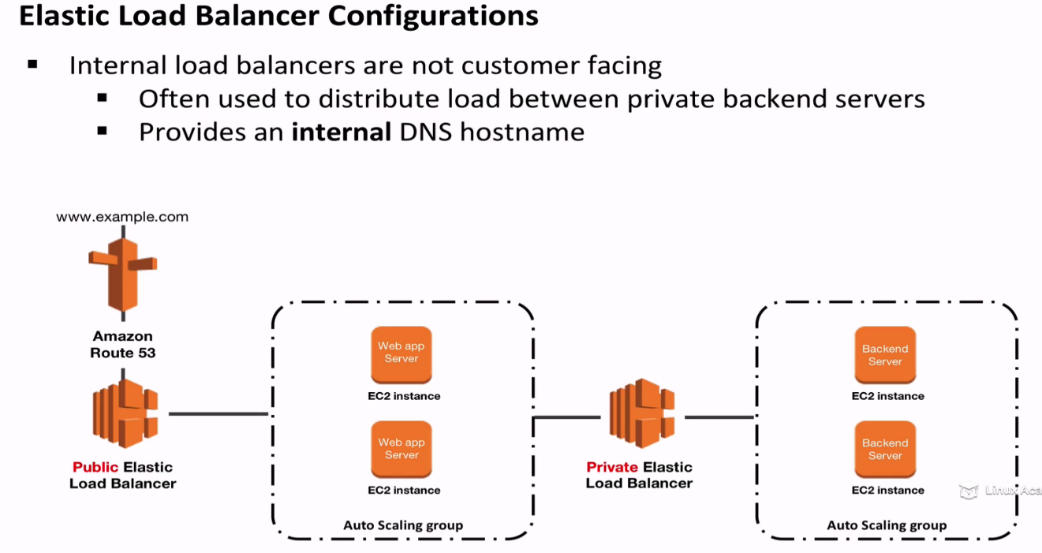 Elastic Load Balancer Configurations
Internal load balancers are not customer facing
Often used to distribute load between private backend servers
Provides an internal DNS hostname
www.example.com
Amazon
Route 53
Public Elastic
Load Balancer
Web app
Server
EC2 instance
Web app
Server
EC2 instance
Auto Scaling group
Private Elastic
Load Balancer
Backend
Server
EC2 instance
Backend
Server
EC2 instance
Auto Scaling group
Linux